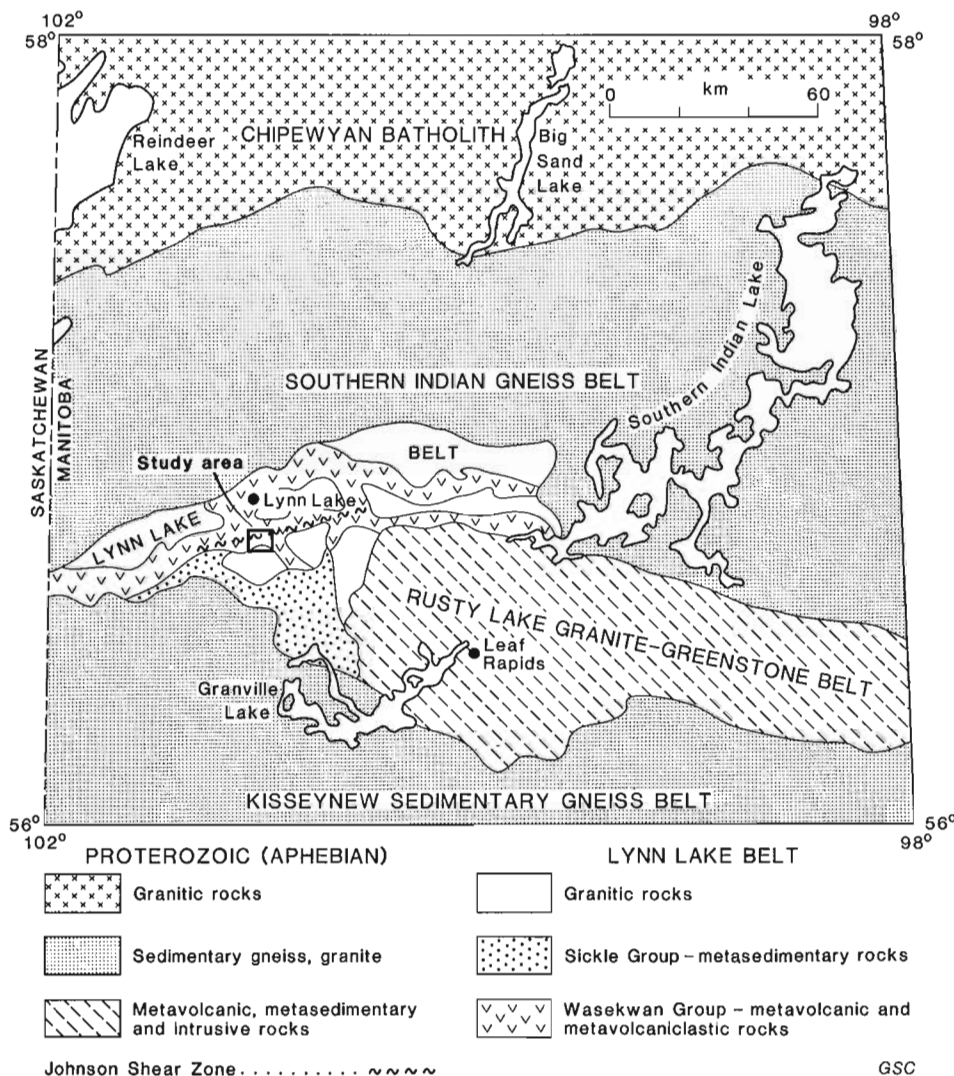 102°
98°
58°
58°
km
0
60
CHIPEWYAN BATHOLITH
Reindeer
Lake
Big
Sand
Lake
Southern Indian Lake
SOUTHERN INDIAN GNEISS BELT
SASKATCHEWAN
MANITOBA
BELT
Study area
Lynn Lake
LYNN LAKE
RUSTY LAKE GRANITE-GREENSTONE BELT
Leaf
Rapids
Granville
Lake
KISSEYNEW SEDIMENTARY GNEISS BELT
56°
56°
102°
98°
PROTEROZOIC (APHEBIAN)
Granitic rocks
Sedimentary gneiss, granite
Metavolcanic, metasedimentary
and intrusive rocks
Johnson Shear Zone . . . . . . . . . . ~~~~
LYNN LAKE BELT
Granitic rocks
Sickle Group – metasedimentary rocks
Wasekwan Group – metavolcanic and
metavolcaniclastic rocks
GSC